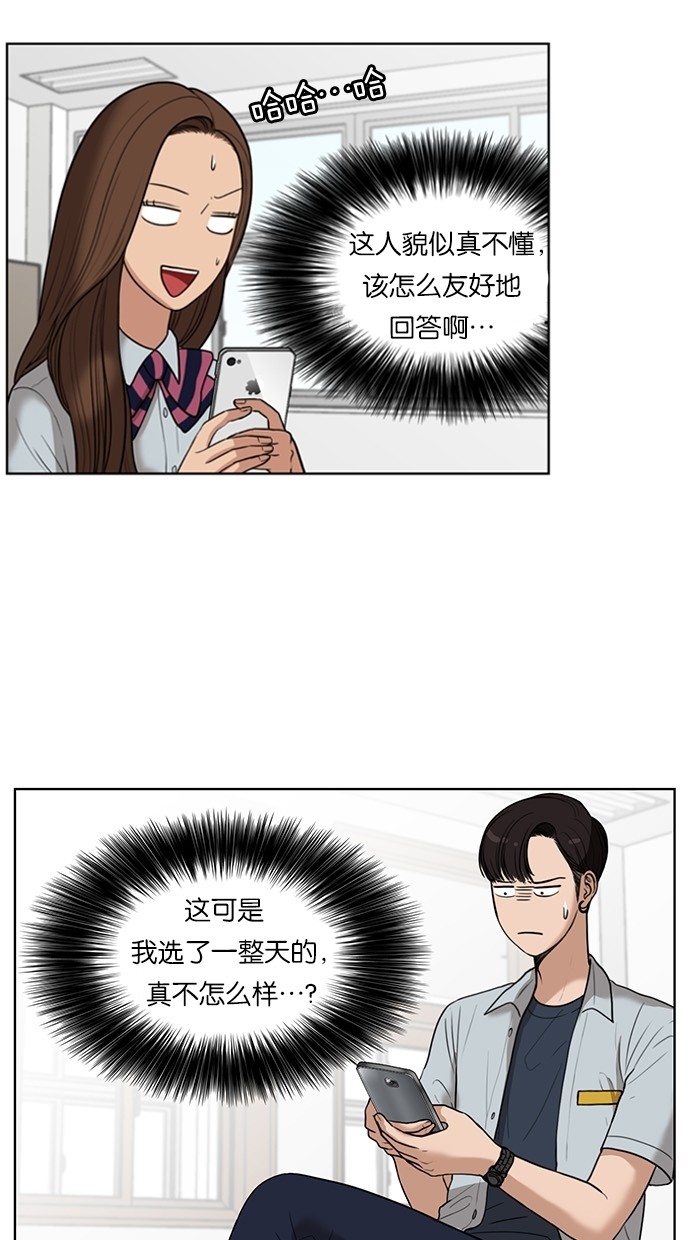 哈哈…哈
这人貌似真不懂,
该怎么友好地
回答啊…
这可是
我选了一整天的,
真不怎么样…?